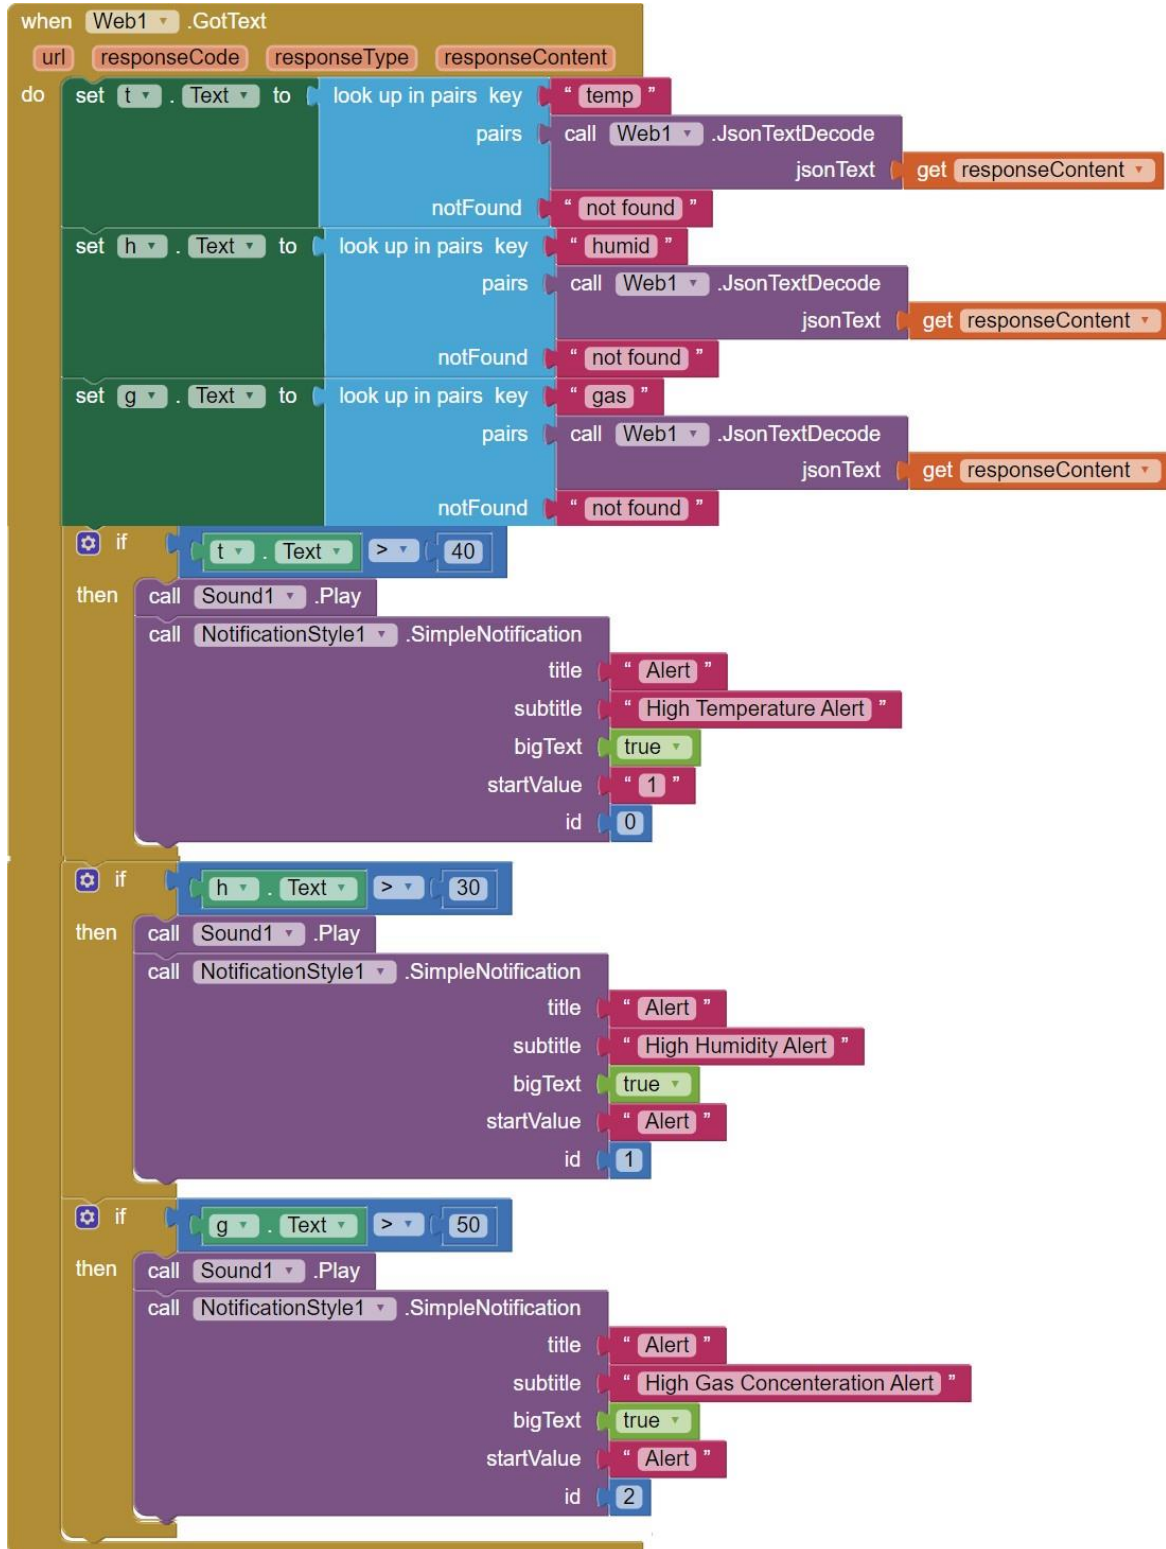 when Web1 .GotText
url responseCode responseType responseContent
do set t . Text to look up in pairs key " temp "
pairs call Web1 .JsonTextDecode
jsonText get responseContent
notFound " not found "
set h . Text to look up in pairs key " humid "
pairs call Web1 .JsonTextDecode
jsonText get responseContent
notFound " not found "
set g . Text to look up in pairs key " gas "
pairs call Web1 .JsonTextDecode
jsonText get responseContent
notFound " not found "
if t . Text > 40
then call Sound1 .Play
call NotificationStyle1 .SimpleNotification
title " Alert "
subtitle " High Temperature Alert "
bigText true
startValue " 1 "
id 0
if h . Text > 30
then call Sound1 .Play
call NotificationStyle1 .SimpleNotification
title " Alert "
subtitle " High Humidity Alert "
bigText true
startValue " Alert "
id 1
if g . Text > 50
then call Sound1 .Play
call NotificationStyle1 .SimpleNotification
title " Alert "
subtitle " High Gas Concenteration Alert "
bigText true
startValue " Alert "
id 2